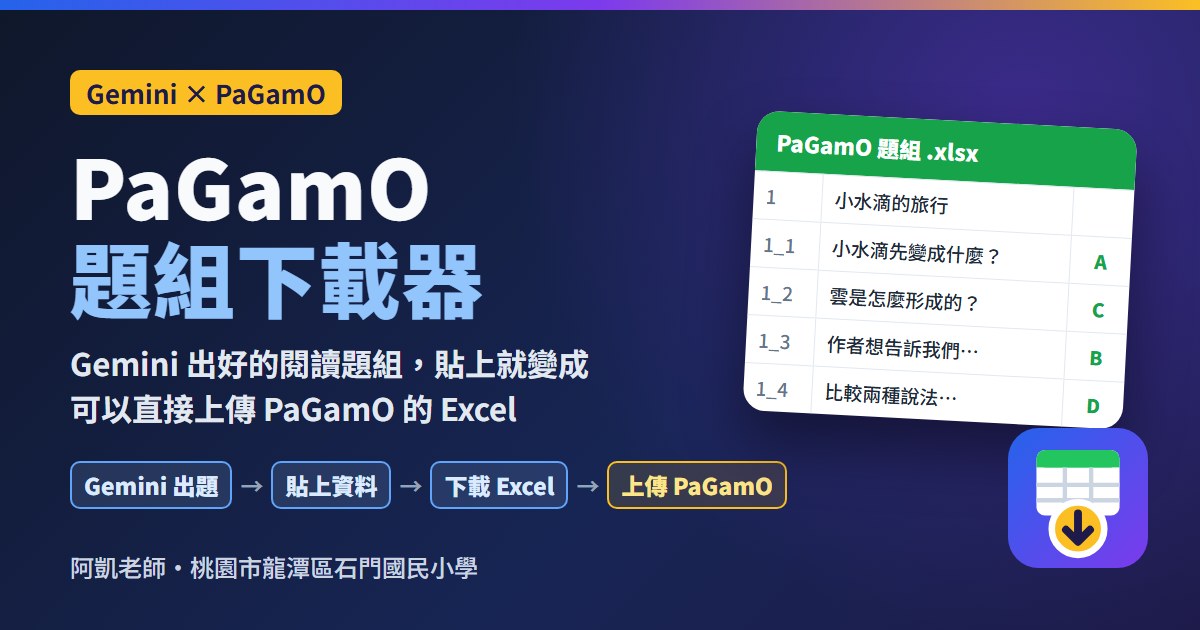 Gemini × PaGamO
PaGamO
題組下載器
Gemini 出好的閱讀題組，貼上就變成
可以直接上傳 PaGamO 的 Excel
Gemini 出題 → 貼上資料 → 下載 Excel → 上傳 PaGamO
阿凱老師・桃園市龍潭區石門國民小學
PaGamO 題組 .xlsx
1 小水滴的旅行
1_1 小水滴先變成什麼？ A
1_2 雲是怎麼形成的？ C
1_3 作者想告訴我們… B
1_4 比較兩種說法… D